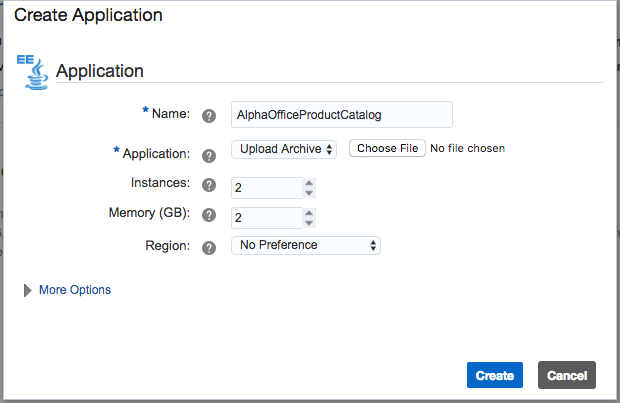 Create Application
EE
Application
* Name: ? AlphaOfficeProductCatalog
* Application: ? Upload Archive Choose File No file chosen
Instances: ? 2
Memory (GB): ? 2
Region: ? No Preference
More Options
Create Cancel